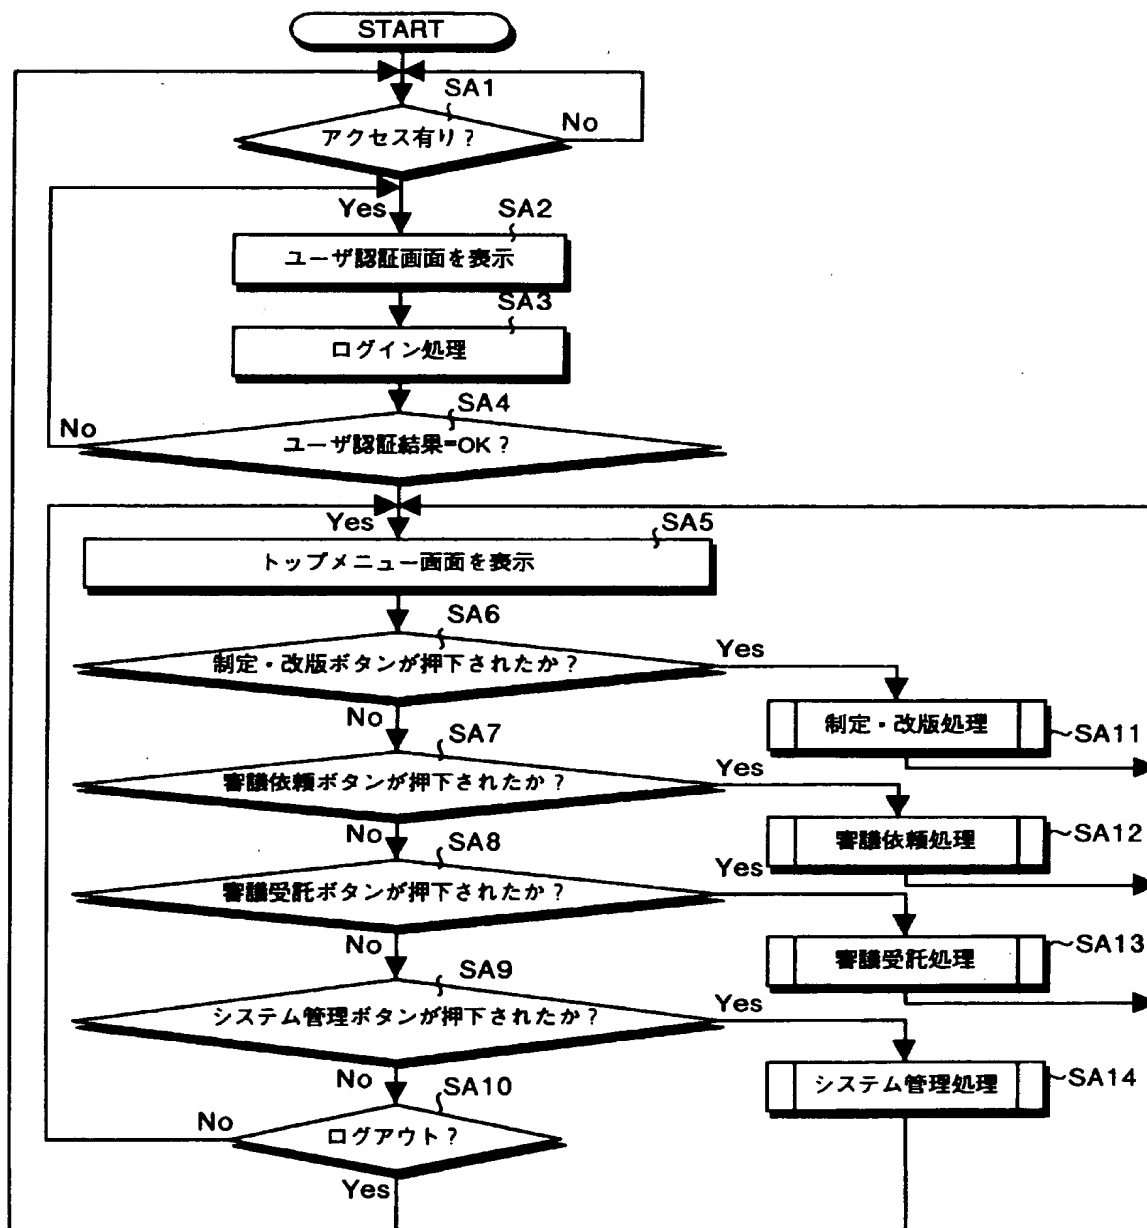 START
SA1
アクセス有り?
No
Yes
SA2
ユーザ認証画面を表示
SA3
ログイン処理
SA4
No
ユーザ認証結果=OK?
Yes
SA5
トップメニュー画面を表示
SA6
制定・改版ボタンが押下されたか?
Yes
No
制定・改版処理
SA11
SA7
審議依頼ボタンが押下されたか?
Yes
No
審議依頼処理
SA12
SA8
審議受託ボタンが押下されたか?
Yes
No
審議受託処理
SA13
SA9
システム管理ボタンが押下されたか?
Yes
No
システム管理処理
SA14
SA10
No
ログアウト?
Yes